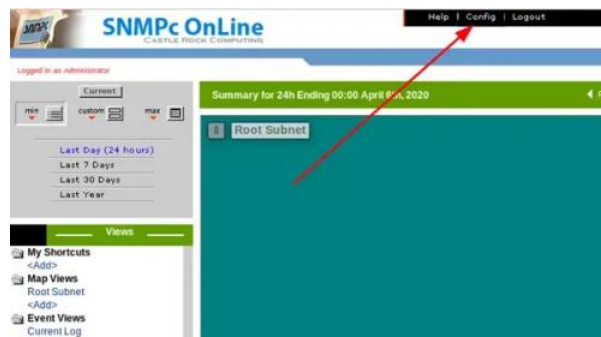 SNMPc OnLine
CASTLE ROCK COMPUTING
Help | Config | Logout
Logged in as Administrator
Current
min custom max
Summary for 24h Ending 00:00 April 8th, 2020
Root Subnet
Last Day (24 hours)
Last 7 Days
Last 30 Days
Last Year
Views
My Shortcuts
<Add>
Map Views
Root Subnet
<Add>
Event Views
Current Log